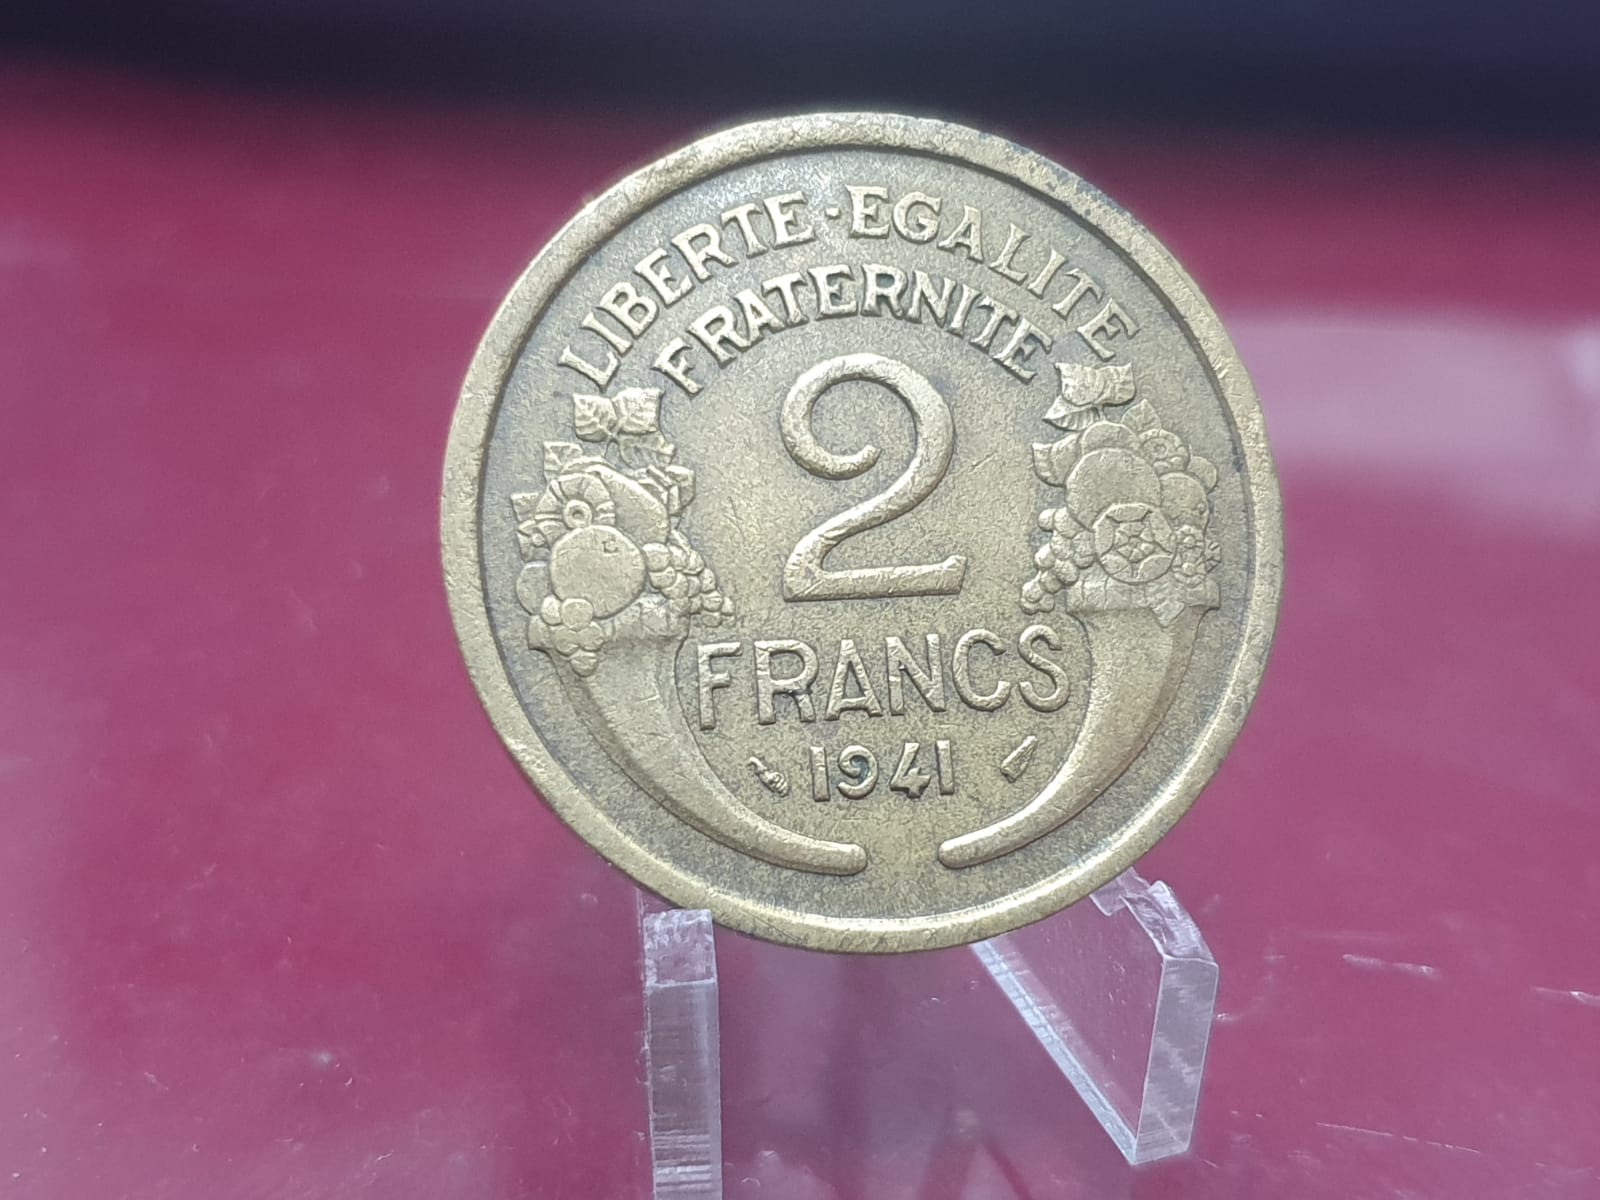 LIBERTE·EGALITE
FRATERNITE
2
FRANCS
1941